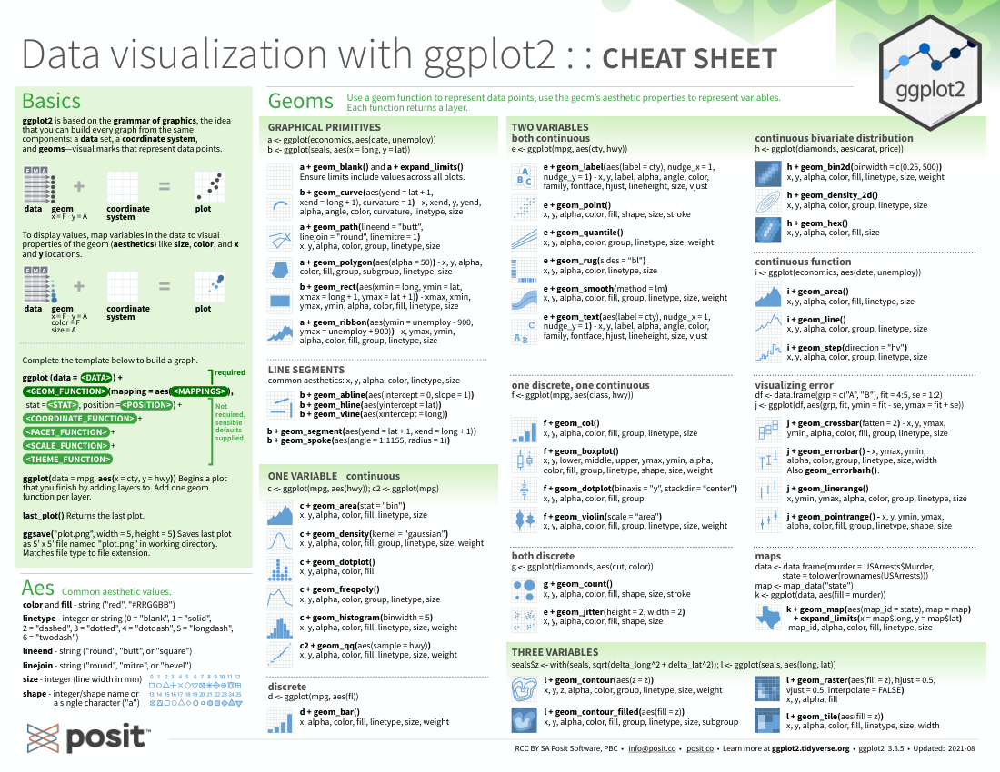 Data visualization with ggplot2 : : CHEAT SHEET
ggplot2
Basics
ggplot2 is based on the grammar of graphics, the idea
that you can build every graph from the same
components: a data set, a coordinate system,
and geoms—visual marks that represent data points.
F M A
+
=
data
geom
x = F y = A
coordinate
system
plot
To display values, map variables in the data to visual
properties of the geom (aesthetics) like size, color, and x
and y locations.
F M A
+
=
data
geom
x = F y = A
color = F
size = A
coordinate
system
plot
Complete the template below to build a graph.
required
ggplot (data = <DATA>) +
<GEOM_FUNCTION>(mapping = aes(<MAPPINGS>),
stat = <STAT>, position = <POSITION>) +
<COORDINATE_FUNCTION> +
<FACET_FUNCTION> +
<SCALE_FUNCTION> +
<THEME_FUNCTION>
Not
required,
sensible
defaults
supplied
ggplot(data = mpg, aes(x = cty, y = hwy)) Begins a plot
that you finish by adding layers to. Add one geom
function per layer.
last_plot() Returns the last plot.
ggsave("plot.png", width = 5, height = 5) Saves last plot
as 5' x 5' file named "plot.png" in working directory.
Matches file type to file extension.
Aes Common aesthetic values.
color and fill - string ("red", "#RRGGBB")
linetype - integer or string (0 = "blank", 1 = "solid",
2 = "dashed", 3 = "dotted", 4 = "dotdash", 5 = "longdash",
6 = "twodash")
lineend - string ("round", "butt", or "square")
linejoin - string ("round", "mitre", or "bevel")
size - integer (line width in mm)
shape - integer/shape name or
a single character ("a")
0 1 2 3 4 5 6 7 8 9 10 11 12
13 14 15 16 17 18 19 20 21 22 23 24 25
posit™
Geoms
Use a geom function to represent data points, use the geom's aesthetic properties to represent variables.
Each function returns a layer.
GRAPHICAL PRIMITIVES
a <- ggplot(economics, aes(date, unemploy))
b <- ggplot(seals, aes(x = long, y = lat))
a + geom_blank() and a + expand_limits()
Ensure limits include values across all plots.
b + geom_curve(aes(yend = lat + 1,
xend = long + 1), curvature = 1) - x, xend, y, yend,
alpha, angle, color, curvature, linetype, size
a + geom_path(lineend = "butt",
linejoin = "round", linemitre = 1)
x, y, alpha, color, group, linetype, size
a + geom_polygon(aes(alpha = 50)) - x, y, alpha,
color, fill, group, subgroup, linetype, size
b + geom_rect(aes(xmin = long, ymin = lat,
xmax = long + 1, ymax = lat + 1)) - xmax, xmin,
ymax, ymin, alpha, color, fill, linetype, size
a + geom_ribbon(aes(ymin = unemploy - 900,
ymax = unemploy + 900)) - x, ymax, ymin,
alpha, color, fill, group, linetype, size
LINE SEGMENTS
common aesthetics: x, y, alpha, color, linetype, size
b + geom_abline(aes(intercept = 0, slope = 1))
b + geom_hline(aes(yintercept = lat))
b + geom_vline(aes(xintercept = long))
b + geom_segment(aes(yend = lat + 1, xend = long + 1))
b + geom_spoke(aes(angle = 1:1155, radius = 1))
ONE VARIABLE continuous
c <- ggplot(mpg, aes(hwy)); c2 <- ggplot(mpg)
c + geom_area(stat = "bin")
x, y, alpha, color, fill, linetype, size
c + geom_density(kernel = "gaussian")
x, y, alpha, color, fill, group, linetype, size, weight
c + geom_dotplot()
x, y, alpha, color, fill
c + geom_freqpoly()
x, y, alpha, color, group, linetype, size
c + geom_histogram(binwidth = 5)
x, y, alpha, color, fill, linetype, size, weight
c2 + geom_qq(aes(sample = hwy))
x, y, alpha, color, fill, linetype, size, weight
discrete
d <- ggplot(mpg, aes(fl))
d + geom_bar()
x, alpha, color, fill, linetype, size, weight
TWO VARIABLES
both continuous
e <- ggplot(mpg, aes(cty, hwy))
A
B
C
e + geom_label(aes(label = cty), nudge_x = 1,
nudge_y = 1) - x, y, label, alpha, angle, color,
family, fontface, hjust, lineheight, size, vjust
e + geom_point()
x, y, alpha, color, fill, shape, size, stroke
e + geom_quantile()
x, y, alpha, color, group, linetype, size, weight
e + geom_rug(sides = "bl")
x, y, alpha, color, linetype, size
e + geom_smooth(method = lm)
x, y, alpha, color, fill, group, linetype, size, weight
A
B
C
e + geom_text(aes(label = cty), nudge_x = 1,
nudge_y = 1) - x, y, label, alpha, angle, color,
family, fontface, hjust, lineheight, size, vjust
one discrete, one continuous
f <- ggplot(mpg, aes(class, hwy))
f + geom_col()
x, y, alpha, color, fill, group, linetype, size
f + geom_boxplot()
x, y, lower, middle, upper, ymax, ymin, alpha,
color, fill, group, linetype, shape, size, weight
f + geom_dotplot(binaxis = "y", stackdir = "center")
x, y, alpha, color, fill, group
f + geom_violin(scale = "area")
x, y, alpha, color, fill, group, linetype, size, weight
both discrete
g <- ggplot(diamonds, aes(cut, color))
g + geom_count()
x, y, alpha, color, fill, shape, size, stroke
e + geom_jitter(height = 2, width = 2)
x, y, alpha, color, fill, shape, size
continuous bivariate distribution
h <- ggplot(diamonds, aes(carat, price))
h + geom_bin2d(binwidth = c(0.25, 500))
x, y, alpha, color, fill, linetype, size, weight
h + geom_density_2d()
x, y, alpha, color, group, linetype, size
h + geom_hex()
x, y, alpha, color, fill, size
continuous function
i <- ggplot(economics, aes(date, unemploy))
i + geom_area()
x, y, alpha, color, fill, linetype, size
i + geom_line()
x, y, alpha, color, group, linetype, size
i + geom_step(direction = "hv")
x, y, alpha, color, group, linetype, size
visualizing error
df <- data.frame(grp = c("A", "B"), fit = 4:5, se = 1:2)
j <- ggplot(df, aes(grp, fit, ymin = fit - se, ymax = fit + se))
j + geom_crossbar(fatten = 2) - x, y, ymax,
ymin, alpha, color, fill, group, linetype, size
j + geom_errorbar() - x, ymax, ymin,
alpha, color, group, linetype, size, width
Also geom_errorbarh().
j + geom_linerange()
x, ymin, ymax, alpha, color, group, linetype, size
j + geom_pointrange() - x, y, ymin, ymax,
alpha, color, fill, group, linetype, shape, size
maps
data <- data.frame(murder = USArrests$Murder,
state = tolower(rownames(USArrests)))
map <- map_data("state")
k <- ggplot(data, aes(fill = murder))
k + geom_map(aes(map_id = state), map = map)
+ expand_limits(x = map$long, y = map$lat)
map_id, alpha, color, fill, linetype, size
THREE VARIABLES
seals$z <- with(seals, sqrt(delta_long^2 + delta_lat^2)); l <- ggplot(seals, aes(long, lat))
l + geom_contour(aes(z = z))
x, y, z, alpha, color, group, linetype, size, weight
l + geom_contour_filled(aes(fill = z))
x, y, alpha, color, fill, group, linetype, size, subgroup
l + geom_raster(aes(fill = z), hjust = 0.5,
vjust = 0.5, interpolate = FALSE)
x, y, alpha, fill
l + geom_tile(aes(fill = z))
x, y, alpha, color, fill, linetype, size, width
RCC BY SA Posit Software, PBC • info@posit.co • posit.co • Learn more at ggplot2.tidyverse.org • ggplot2 3.3.5 • Updated: 2021-08